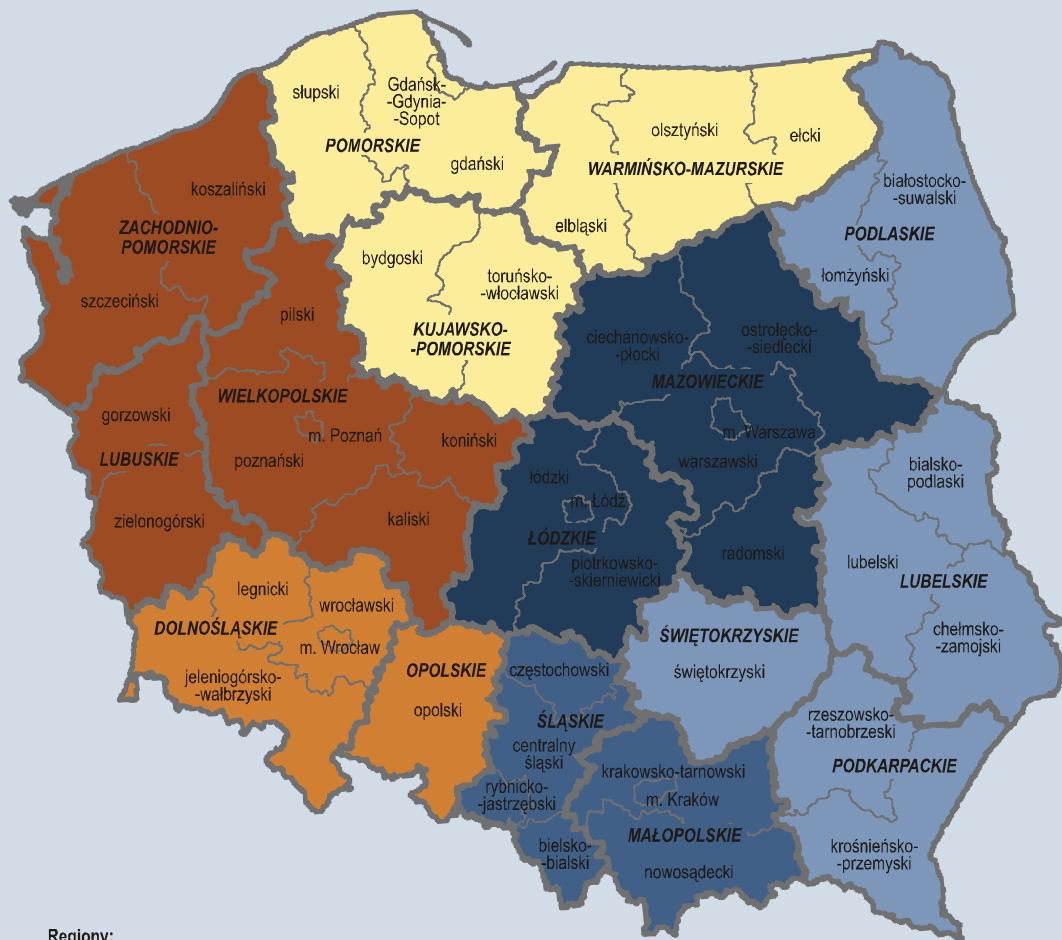 słupski
Gdańsk-
-Gdynia-
-Sopot
POMORSKIE
gdański
olsztyński
ełcki
WARMIŃSKO-MAZURSKIE
elbląski
koszaliński
ZACHODNIO-
POMORSKIE
szczeciński
białostocko-
-suwalski
PODLASKIE
łomżyński
bydgoski
toruńsko-
-włocławski
KUJAWSKO-
-POMORSKIE
pilski
WIELKOPOLSKIE
m. Poznań
poznański
koniński
kaliski
gorzowski
LUBUSKIE
zielonogórski
ciechanowsko-
-płocki
ostrołęcko-
-siedlecki
MAZOWIECKIE
m. Warszawa
warszawski
radomski
łódzki
m. Łódź
ŁÓDZKIE
piotrkowsko-
-skierniewicki
bialsko-
podlaski
lubelski
LUBELSKIE
chełmsko-
-zamojski
legnicki
wrocławski
DOLNOŚLĄSKIE
m. Wrocław
jeleniogórsko-
-wałbrzyski
OPOLSKIE
opolski
częstochowski
ŚLĄSKIE
centralny
śląski
rybnicko-
-jastrzębski
bielsko-
-bialski
ŚWIĘTOKRZYSKIE
świętokrzyski
krakowsko-tarnowski
m. Kraków
MAŁOPOLSKIE
nowosądecki
rzeszowsko-
-tarnobrzeski
PODKARPACKIE
krośnieńsko-
-przemyski
Regiony: